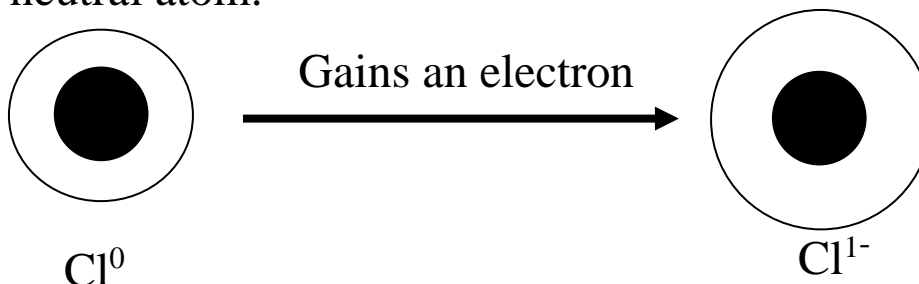 neutral atom.
Gains an electron
Cl⁰
Cl¹⁻